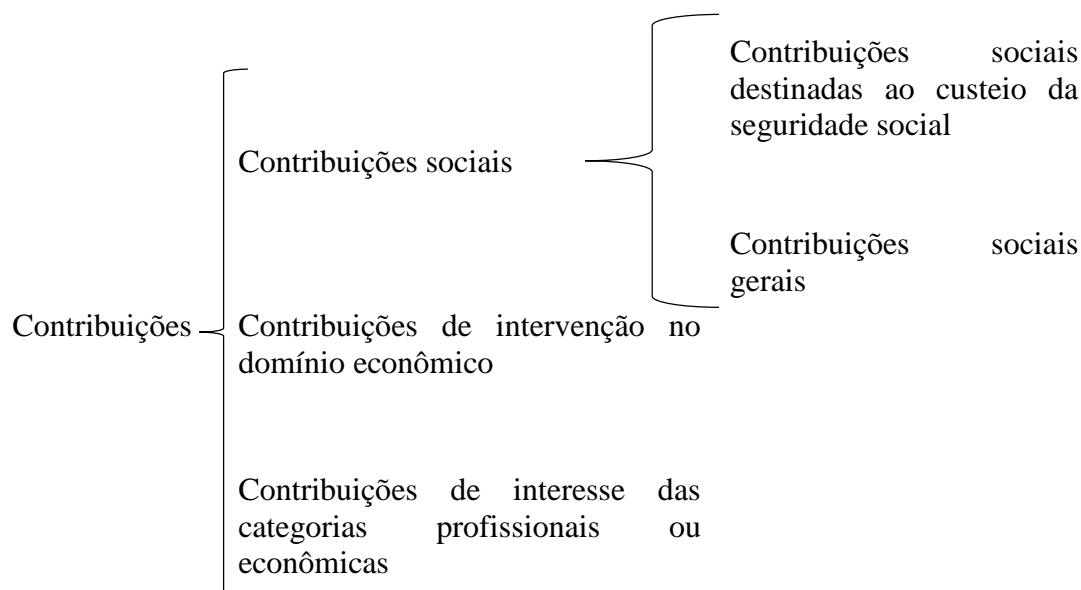 Contribuições sociais
destinadas ao custeio da
seguridade social
Contribuições sociais
Contribuições sociais
gerais
Contribuições
Contribuições de intervenção no
domínio econômico
Contribuições de interesse das
categorias profissionais ou
econômicas